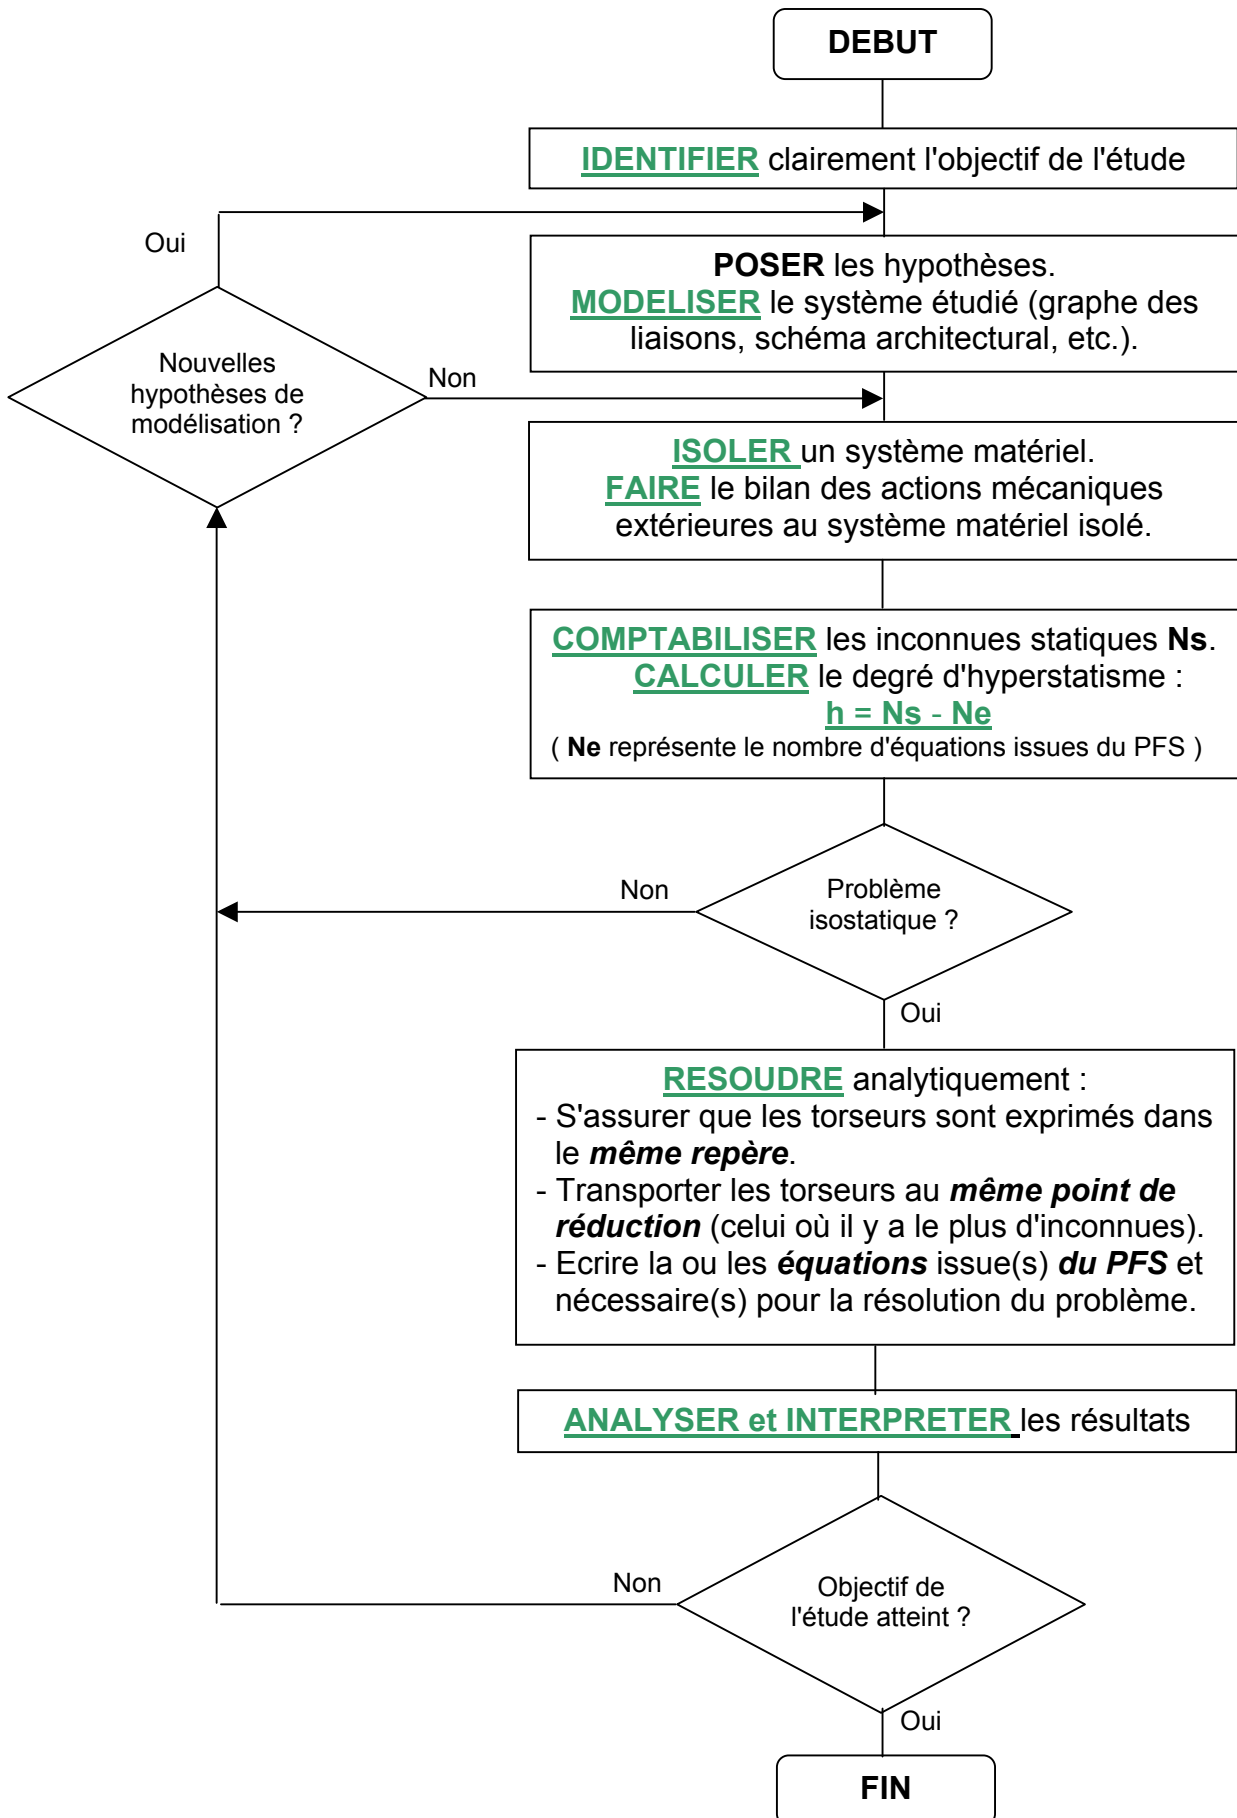 DEBUT
IDENTIFIER clairement l'objectif de l'étude
Oui
POSER les hypothèses.
MODELISER le système étudié (graphe des
liaisons, schéma architectural, etc.).
Nouvelles
hypothèses de
modélisation ?
Non
ISOLER un système matériel.
FAIRE le bilan des actions mécaniques
extérieures au système matériel isolé.
COMPTABILISER les inconnues statiques Ns.
CALCULER le degré d'hyperstatisme :
h = Ns - Ne
( Ne représente le nombre d'équations issues du PFS )
Non
Problème
isostatique ?
Oui
RESOUDRE analytiquement :
- S'assurer que les torseurs sont exprimés dans
le même repère.
- Transporter les torseurs au même point de
réduction (celui où il y a le plus d'inconnues).
- Ecrire la ou les équations issue(s) du PFS et
nécessaire(s) pour la résolution du problème.
ANALYSER et INTERPRETER les résultats
Non
Objectif de
l'étude atteint ?
Oui
FIN